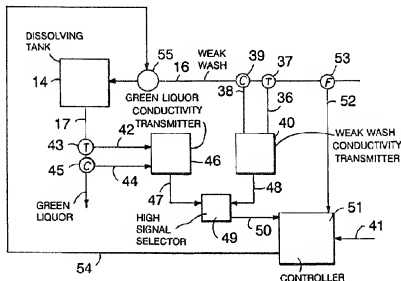 DISSOLVING
TANK
14
55
16
WEAK
WASH
39
37
53
C
T
F
38
36
52
GREEN LIQUOR
CONDUCTIVITY
TRANSMITTER
17
42
43
T
45
C
44
46
40
WEAK WASH
CONDUCTIVITY
TRANSMITTER
GREEN
LIQUOR
47
48
HIGH
SIGNAL
SELECTOR
49
50
51
41
54
CONTROLLER